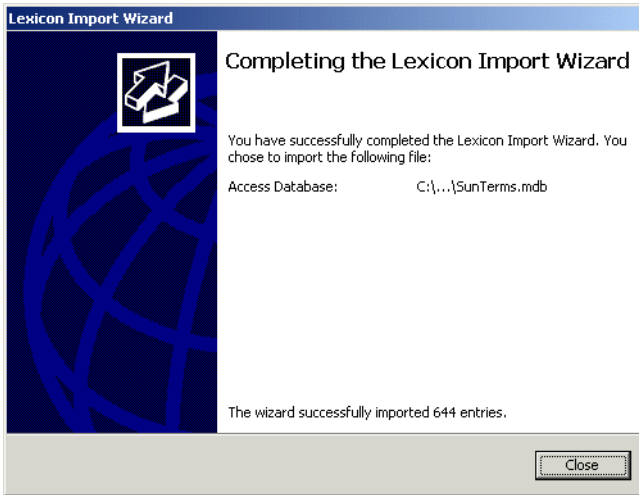 Lexicon Import Wizard
Completing the Lexicon Import Wizard
You have successfully completed the Lexicon Import Wizard. You
chose to import the following file:
Access Database: C:\...\SunTerms.mdb
The wizard successfully imported 644 entries.
Close